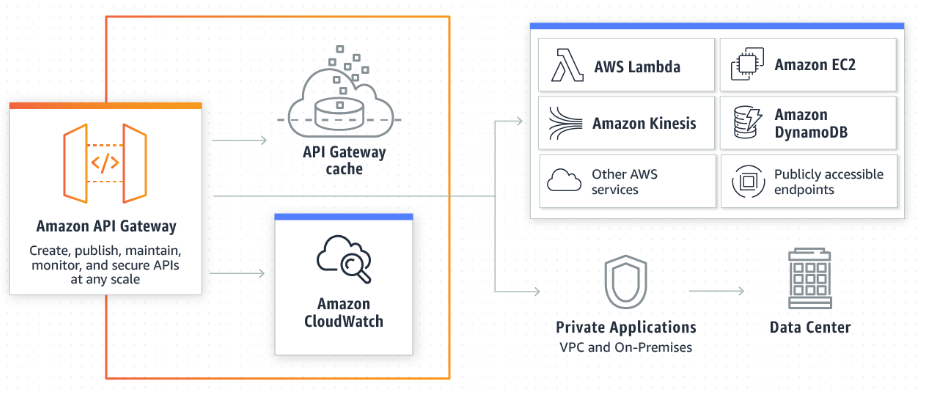 Amazon API Gateway
Create, publish, maintain,
monitor, and secure APIs
at any scale
</>
API Gateway
cache
Amazon
CloudWatch
AWS Lambda
Amazon EC2
Amazon Kinesis
Amazon
DynamoDB
Other AWS
services
Publicly accessible
endpoints
Private Applications
VPC and On-Premises
Data Center